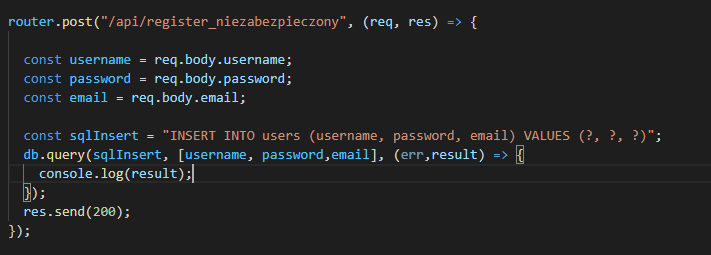 router.post("/api/register_niezabezpieczony", (req, res) => {
const username = req.body.username;
const password = req.body.password;
const email = req.body.email;
const sqlInsert = "INSERT INTO users (username, password, email) VALUES (?, ?, ?)";
db.query(sqlInsert, [username, password,email], (err,result) => {
console.log(result);
});
res.send(200);
});